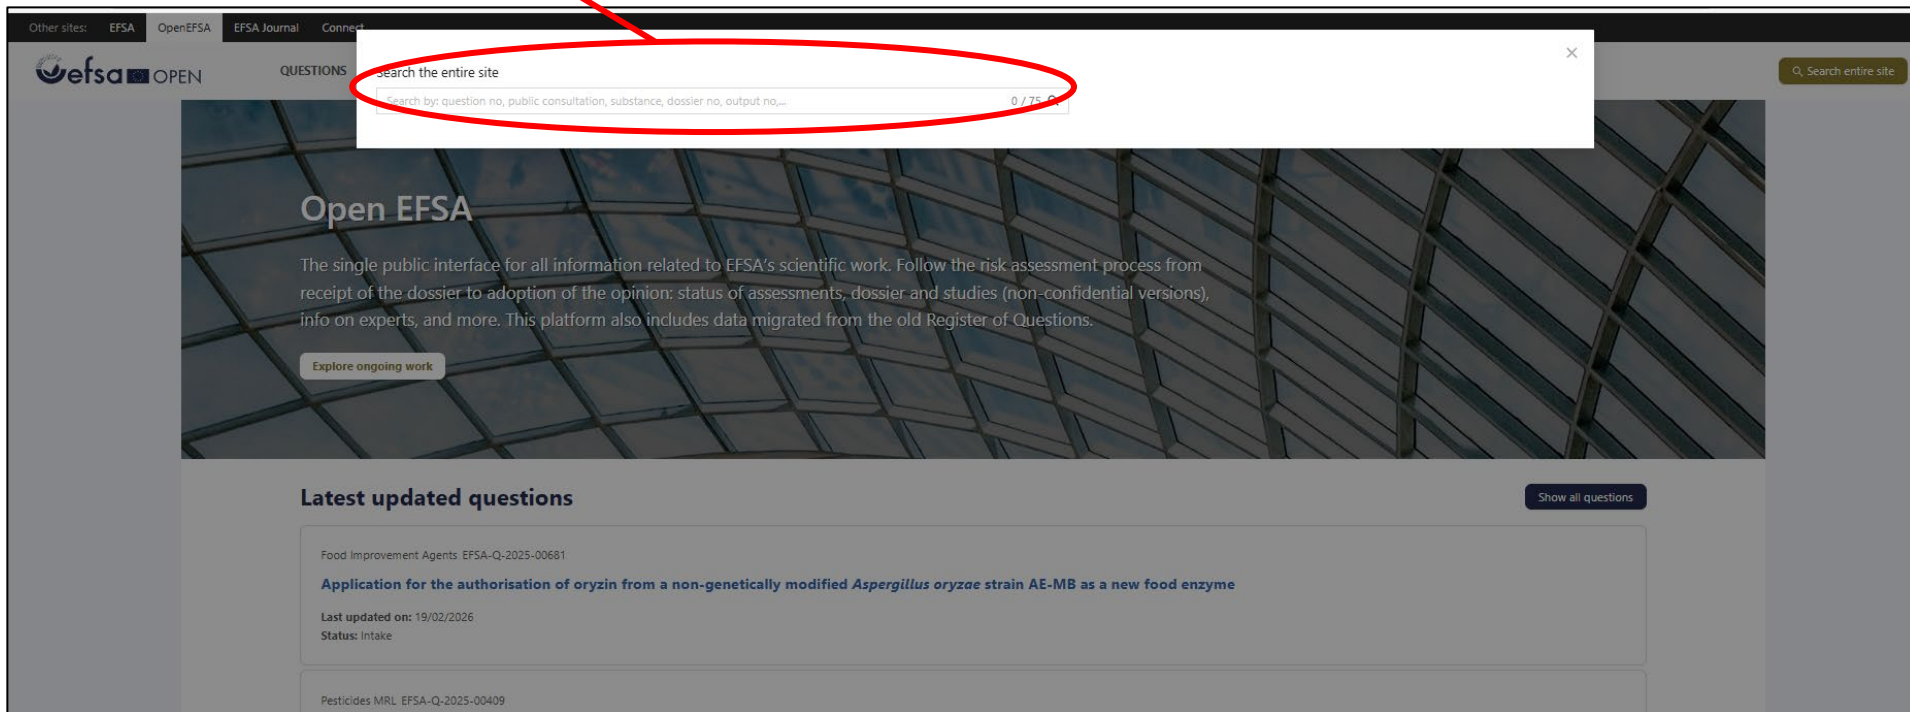 Other sites: EFSA OpenEFSA EFSA Journal Connect
efsa OPEN
QUESTIONS
Search the entire site
Search by: question no, public consultation, substance, dossier no, output no,...
0 / 75
Search entire site
Open EFSA
The single public interface for all information related to EFSA's scientific work. Follow the risk assessment process from
receipt of the dossier to adoption of the opinion: status of assessments, dossier and studies (non-confidential versions),
info on experts, and more. This platform also includes data migrated from the old Register of Questions.
Explore ongoing work
Latest updated questions
Show all questions
Food Improvement Agents EFSA-Q-2025-00681
Application for the authorisation of oryzin from a non-genetically modified Aspergillus oryzae strain AE-MB as a new food enzyme
Last updated on: 19/02/2026
Status: Intake
Pesticides MRL EFSA-Q-2025-00409